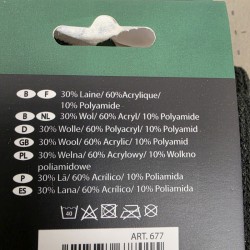 B F 30% Laine/ 60%Acrylique/
10% Polyamide
B NL 30% Wol/ 60% Acryl/ 10% Polyamide
D 30% Wolle/ 60% Polyacryl/ 10% Polyamid
GB 30% Wool/ 60% Acrylic/ 10% Polyamide
PL 30% Welna/ 60% Acrylowy/ 10% Wolkno
poliamidowe
P 30% Lã/ 60% Acrilico/ 10% Poliamida
ES 30% Lana/ 60% Acrilico/ 10% Poliamida
40
ART. 677